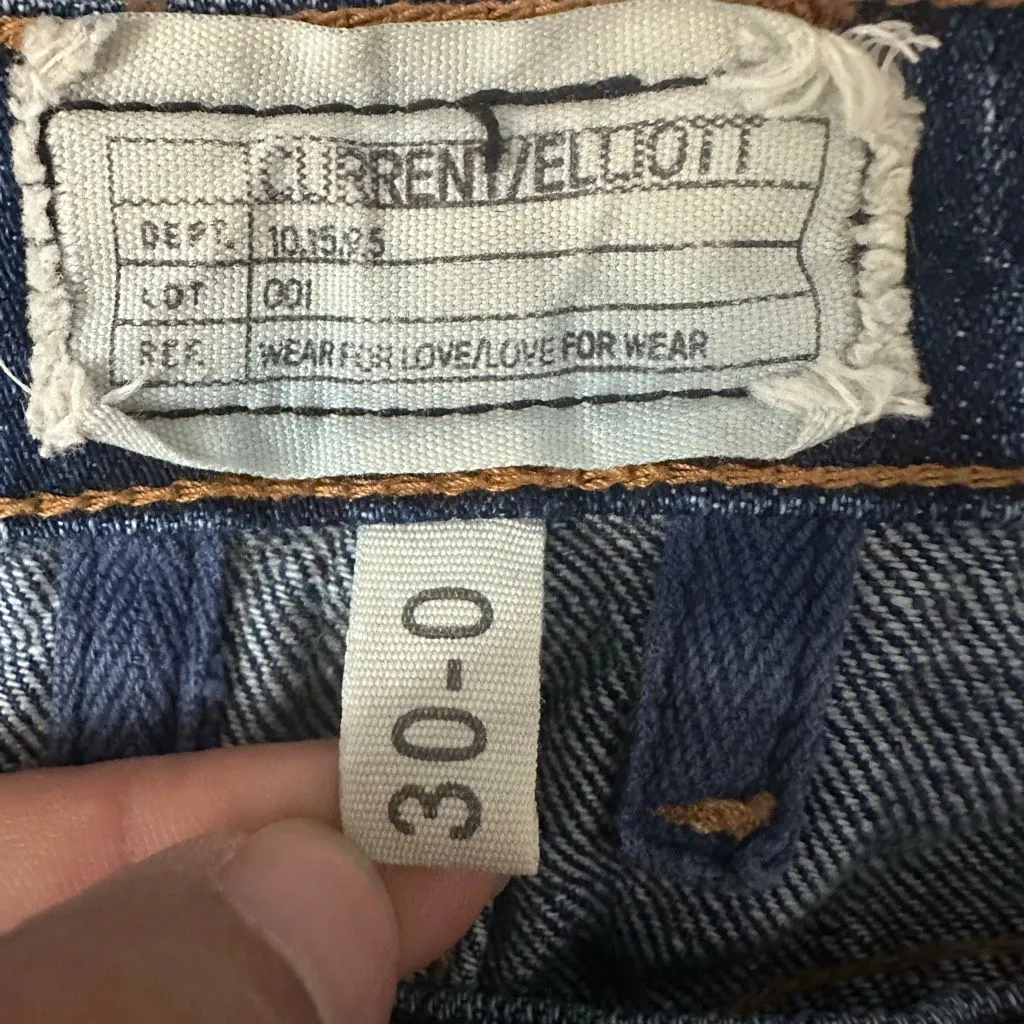 CURRENT/ELLIOTT
DEPT. 10.15.95
LOT 001
REF. WEAR FOR LOVE/LOVE FOR WEAR
30-0